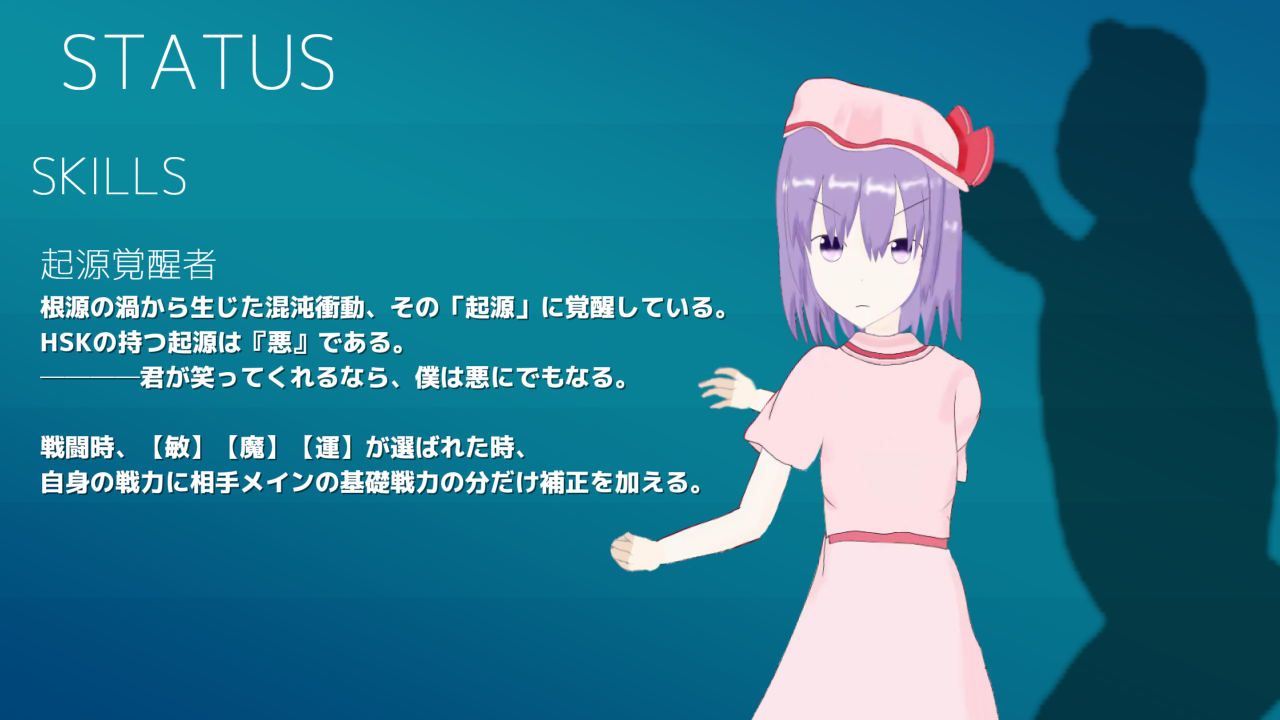 STATUS
SKILLS
起源覚醒者
根源の渦から生じた混沌衝動、その「起源」に覚醒している。
HSKの持つ起源は『悪』である。
――――君が笑ってくれるなら、僕は悪にでもなる。
戦闘時、【敏】【魔】【運】が選ばれた時、
自身の戦力に相手メインの基礎戦力の分だけ補正を加える。